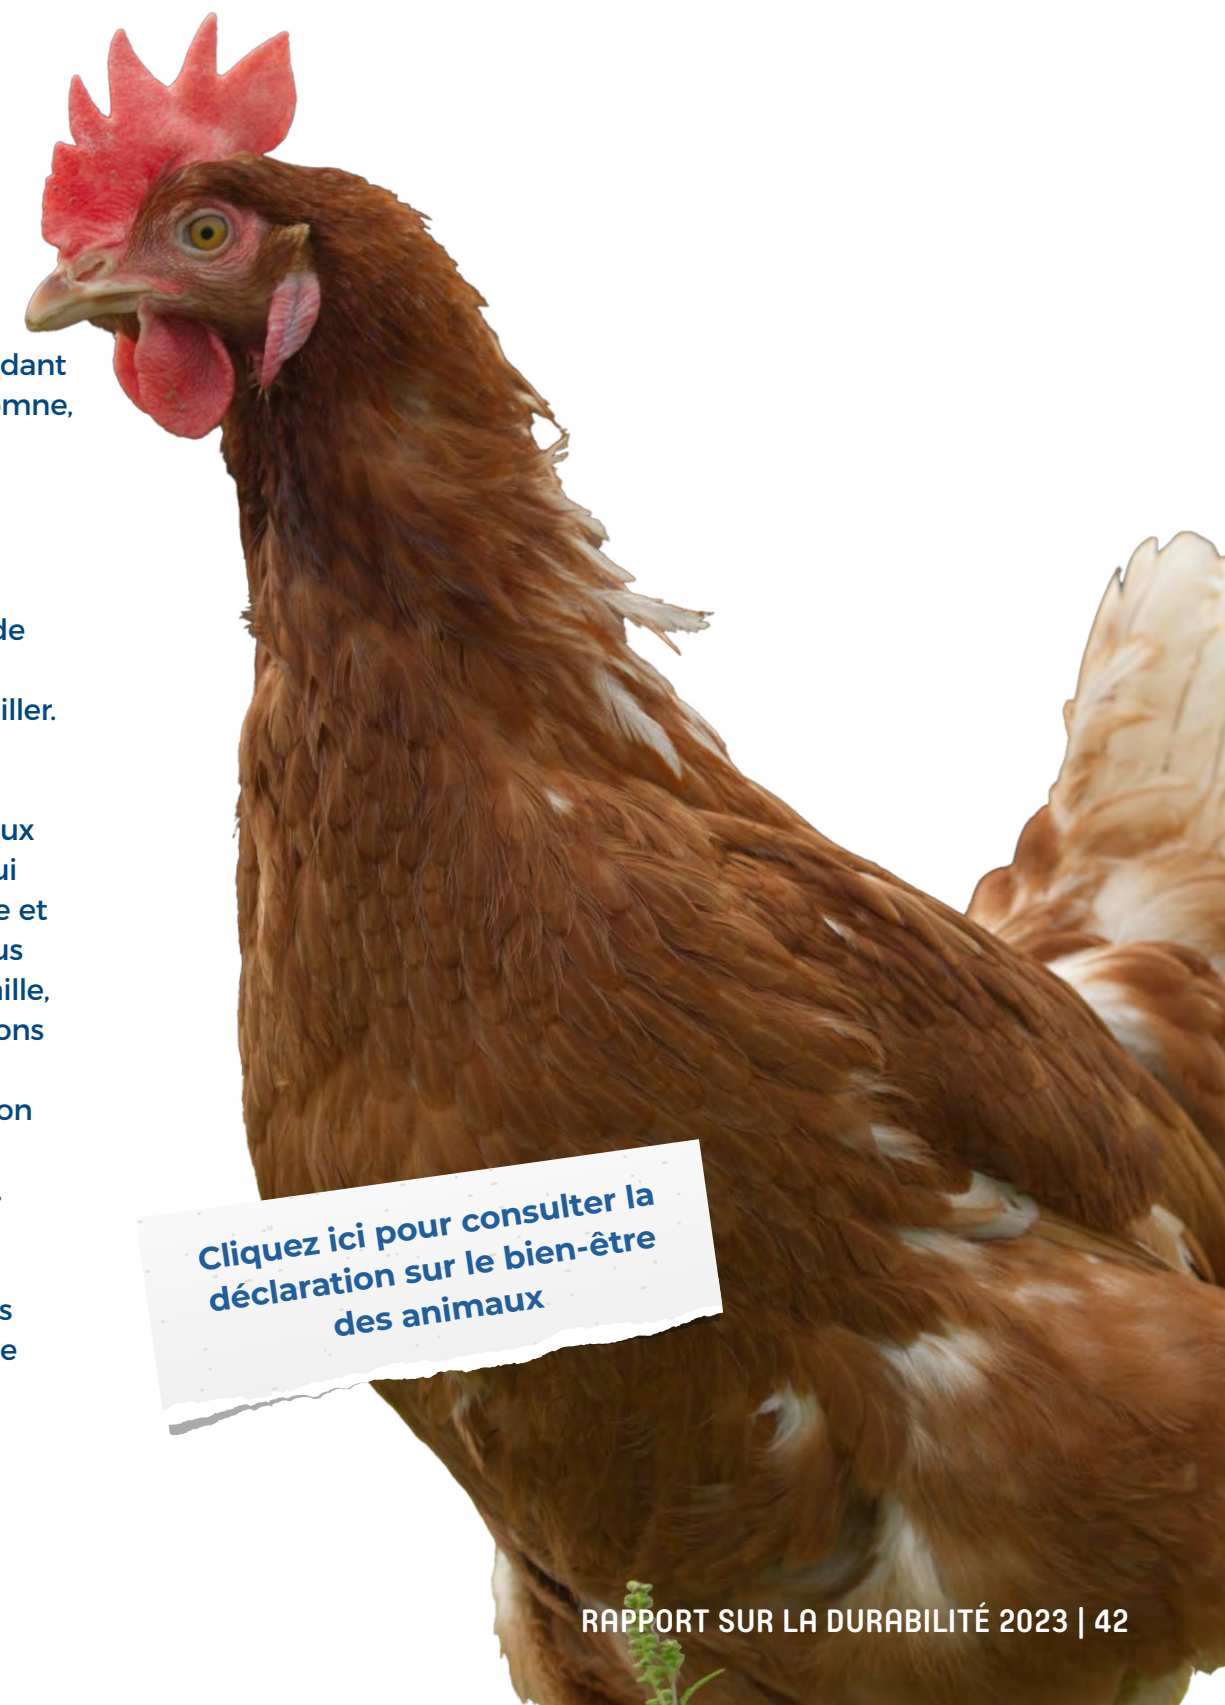 dant
mne,
de
iller.
ux
ui
e et
us
ille,
ons
on
s
e
Cliquez ici pour consulter la
déclaration sur le bien-être
des animaux
RAPPORT SUR LA DURABILITÉ 2023 | 42